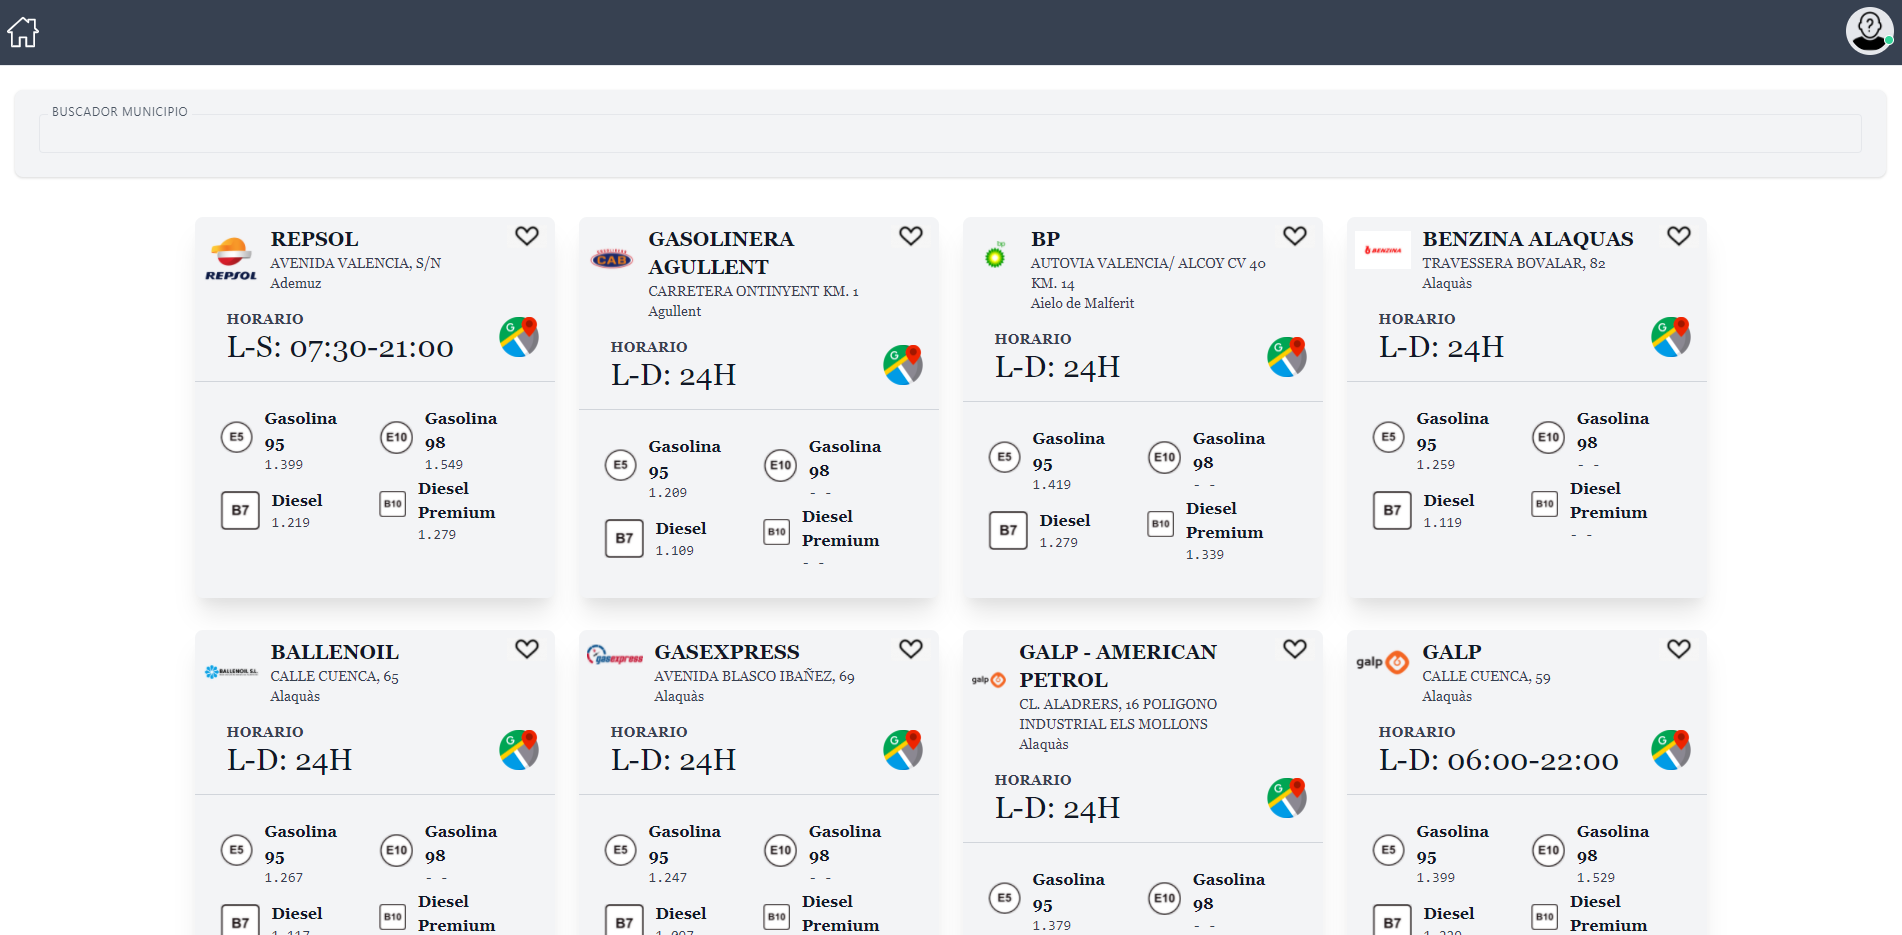 BUSCADOR MUNICIPIO
REPSOL
REPSOL
AVENIDA VALENCIA, S/N
Ademuz
HORARIO
L-S: 07:30-21:00
G
E5
Gasolina
95
1.399
E10
Gasolina
98
1.549
B7
Diesel
1.219
B10
Diesel
Premium
1.279
CAB
GASOLINERA
AGULLENT
CARRETERA ONTINYENT KM. 1
Agullent
HORARIO
L-D: 24H
G
E5
Gasolina
95
1.209
E10
Gasolina
98
- -
B7
Diesel
1.109
B10
Diesel
Premium
- -
bp
BP
AUTOVIA VALENCIA/ ALCOY CV 40
KM. 14
Aielo de Malferit
HORARIO
L-D: 24H
G
E5
Gasolina
95
1.419
E10
Gasolina
98
- -
B7
Diesel
1.279
B10
Diesel
Premium
1.339
BENZINA
BENZINA ALAQUAS
TRAVESSERA BOVALAR, 82
Alaquàs
HORARIO
L-D: 24H
G
E5
Gasolina
95
1.259
E10
Gasolina
98
- -
B7
Diesel
1.119
B10
Diesel
Premium
- -
BALLENOIL S.L.
BALLENOIL
CALLE CUENCA, 65
Alaquàs
HORARIO
L-D: 24H
G
E5
Gasolina
95
1.267
E10
Gasolina
98
- -
B7
Diesel
B10
Diesel
Premium
gasexpress
GASEXPRESS
AVENIDA BLASCO IBAÑEZ, 69
Alaquàs
HORARIO
L-D: 24H
G
E5
Gasolina
95
1.247
E10
Gasolina
98
- -
B7
Diesel
B10
Diesel
Premium
galp
GALP - AMERICAN
PETROL
CL. ALADRERS, 16 POLIGONO
INDUSTRIAL ELS MOLLONS
Alaquàs
HORARIO
L-D: 24H
G
E5
Gasolina
95
1.379
E10
Gasolina
98
- -
galp
GALP
CALLE CUENCA, 59
Alaquàs
HORARIO
L-D: 06:00-22:00
G
E5
Gasolina
95
1.399
E10
Gasolina
98
1.529
B7
Diesel
B10
Diesel
Premium